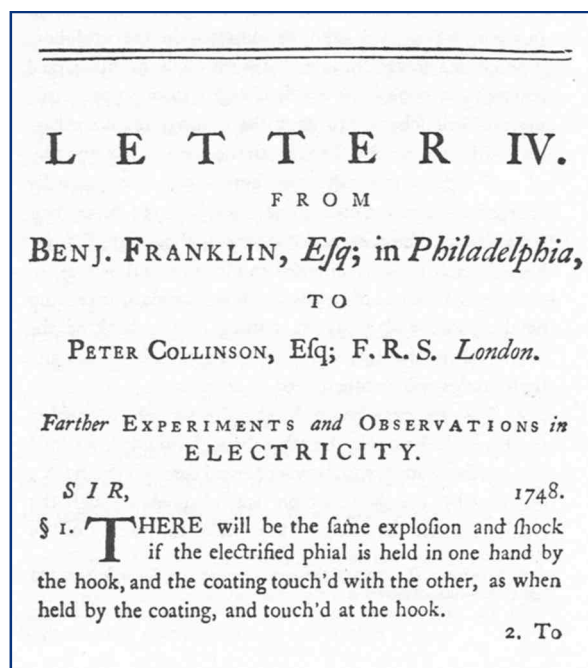 LETTER IV.
FROM
BENJ. FRANKLIN, Eſq; in Philadelphia,
TO
PETER COLLINSON, Eſq; F. R. S. London.
Farther EXPERIMENTS and OBSERVATIONS in
ELECTRICITY.
SIR, 1748.
§ 1. THERE will be the ſame exploſion and ſhock
if the electrified phial is held in one hand by
the hook, and the coating touch'd with the other, as when
held by the coating, and touch'd at the hook.
2. To